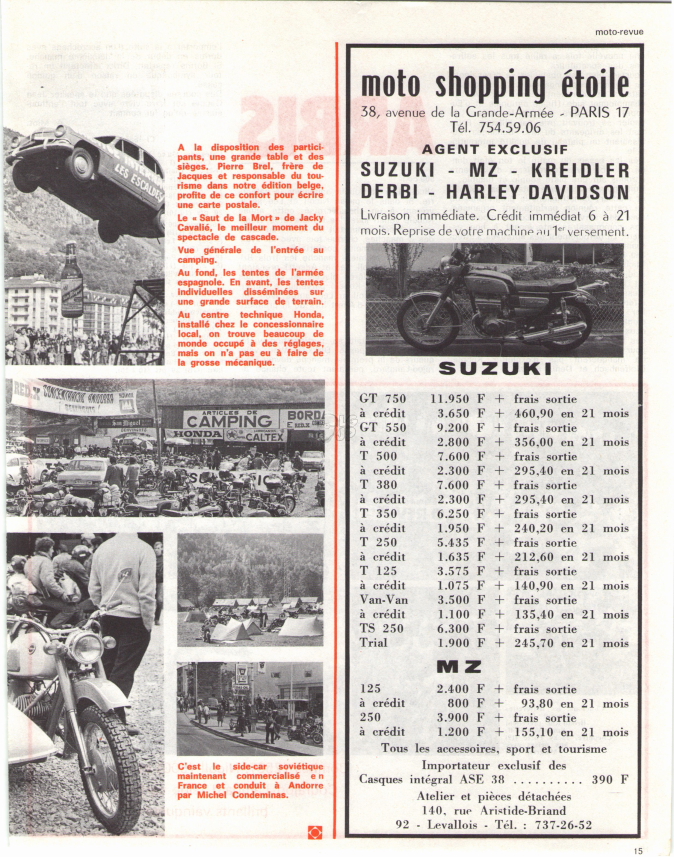 moto-revue
A la disposition des partici-
pants, une grande table et des
sièges. Pierre Brel, frère de
Jacques et responsable du tou-
risme dans notre édition belge,
profite de ce confort pour écrire
une carte postale.
Le « Saut de la Mort » de Jacky
Cavalié, le meilleur moment du
spectacle de cascade.
Vue générale de l'entrée au
camping.
Au fond, les tentes de l'armée
espagnole. En avant, les tentes
individuelles disséminées sur
une grande surface de terrain.
Au centre technique Honda,
installé chez le concessionnaire
local, on trouve beaucoup de
monde occupé à des réglages,
mais on n'a pas eu à faire de
la grosse mécanique.
LES ESCALDES
ARTICLES DE
CAMPING
BORDA
HONDA
CALTEX
San Miguel
C'est le side-car soviétique
maintenant commercialisé en
France et conduit à Andorre
par Michel Condeminas.
moto shopping étoile
38, avenue de la Grande-Armée - PARIS 17
Tél. 754.59.06
AGENT EXCLUSIF
SUZUKI - MZ - KREIDLER
DERBI - HARLEY DAVIDSON
Livraison immédiate. Crédit immédiat 6 à 21
mois. Reprise de votre machine au 1er versement.
SUZUKI
GT 750 11.950 F + frais sortie
à crédit 3.650 F + 460,90 en 21 mois
GT 550 9.200 F + frais sortie
à crédit 2.800 F + 356,00 en 21 mois
T 500 7.600 F + frais sortie
à crédit 2.300 F + 295,40 en 21 mois
T 380 7.600 F + frais sortie
à crédit 2.300 F + 295,40 en 21 mois
T 350 6.250 F + frais sortie
à crédit 1.950 F + 240,20 en 21 mois
T 250 5.435 F + frais sortie
à crédit 1.635 F + 212,60 en 21 mois
T 125 3.575 F + frais sortie
à crédit 1.075 F + 140,90 en 21 mois
Van-Van 3.500 F + frais sortie
à crédit 1.100 F + 135,40 en 21 mois
TS 250 6.300 F + frais sortie
Trial 1.900 F + 245,70 en 21 mois
MZ
125 2.400 F + frais sortie
à crédit 800 F + 93,80 en 21 mois
250 3.900 F + frais sortie
à crédit 1.200 F + 155,10 en 21 mois
Tous les accessoires, sport et tourisme
Importateur exclusif des
Casques intégral ASE 38 .......... 390 F
Atelier et pièces détachées
140, rue Aristide-Briand
92 - Levallois - Tél. : 737-26-52
15